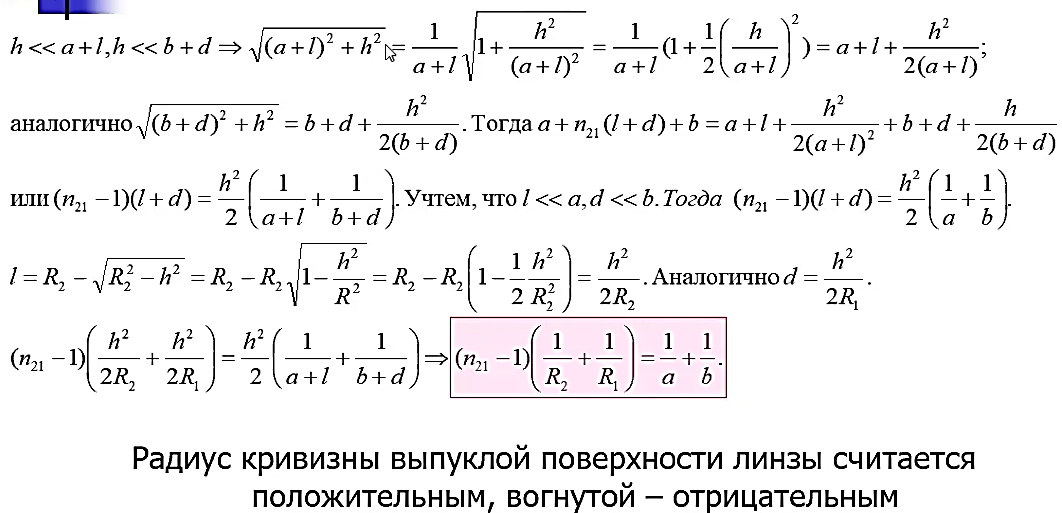 h << a + l, h << b + d ⇒ √((a + l)² + h²) = 1/(a + l) √(1 + h²/(a + l)²) = 1/(a + l) (1 + 1/2 (h/(a + l))²) = a + l + h²/(2(a + l));
аналогично √((b + d)² + h²) = b + d + h²/(2(b + d)). Тогда a + n₂₁(l + d) + b = a + l + h²/(2(a + l)²) + b + d + h/(2(b + d))
или (n₂₁ − 1)(l + d) = h²/2 (1/(a + l) + 1/(b + d)). Учтем, что l << a, d << b. Тогда (n₂₁ − 1)(l + d) = h²/2 (1/a + 1/b).
l = R₂ − √(R₂² − h²) = R₂ − R₂√(1 − h²/R²) = R₂ − R₂(1 − 1/2 h²/R₂²) = h²/(2R₂). Аналогично d = h²/(2R₁).
(n₂₁ − 1)(h²/(2R₂) + h²/(2R₁)) = h²/2 (1/(a + l) + 1/(b + d)) ⇒ (n₂₁ − 1)(1/R₂ + 1/R₁) = 1/a + 1/b.
Радиус кривизны выпуклой поверхности линзы считается
положительным, вогнутой – отрицательным